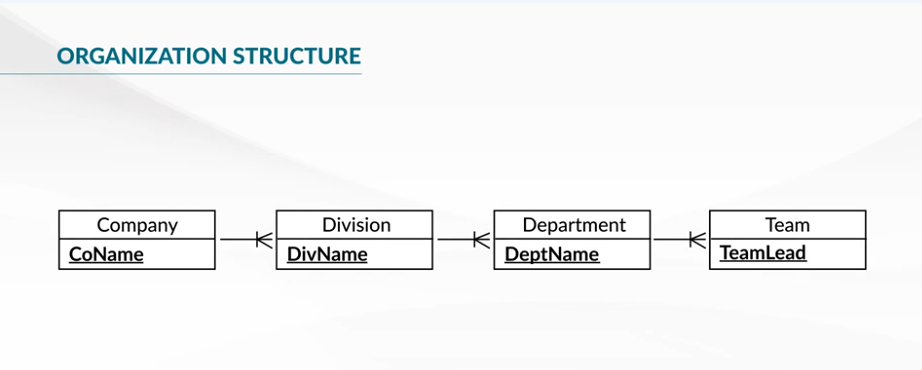 ORGANIZATION STRUCTURE
Company
CoName
Division
DivName
Department
DeptName
Team
TeamLead